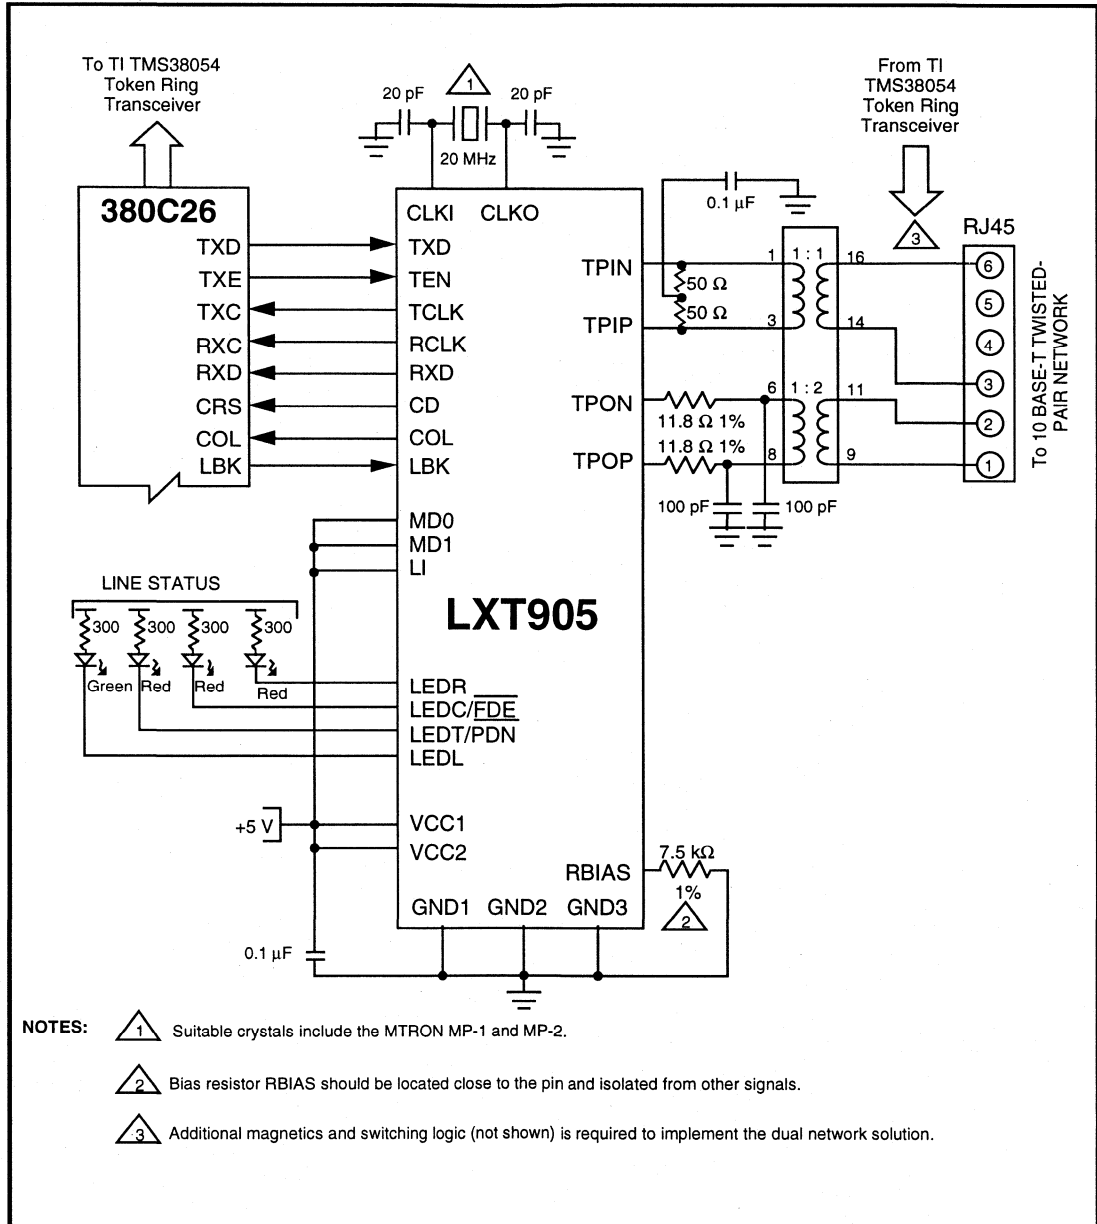 To TI TMS38054
Token Ring
Transceiver
1
20 pF
20 pF
20 MHz
From TI
TMS38054
Token Ring
Transceiver
3
0.1 µF
RJ45
380C26
TXD
TXE
TXC
RXC
RXD
CRS
COL
LBK
CLKI
CLKO
TXD
TEN
TCLK
RCLK
RXD
CD
COL
LBK
MD0
MD1
LI
LXT905
LEDR
LEDC/FDE
LEDT/PDN
LEDL
VCC1
VCC2
GND1
GND2
GND3
RBIAS
TPIN
TPIP
TPON
TPOP
50 Ω
50 Ω
11.8 Ω 1%
11.8 Ω 1%
100 pF
100 pF
1
1 : 1
16
3
14
6
1 : 2
11
8
9
6
5
4
3
2
1
To 10 BASE-T TWISTED-
PAIR NETWORK
LINE STATUS
300
300
300
300
Green
Red
Red
Red
+5 V
0.1 µF
7.5 kΩ
1%
2
NOTES:
1
Suitable crystals include the MTRON MP-1 and MP-2.
2
Bias resistor RBIAS should be located close to the pin and isolated from other signals.
3
Additional magnetics and switching logic (not shown) is required to implement the dual network solution.